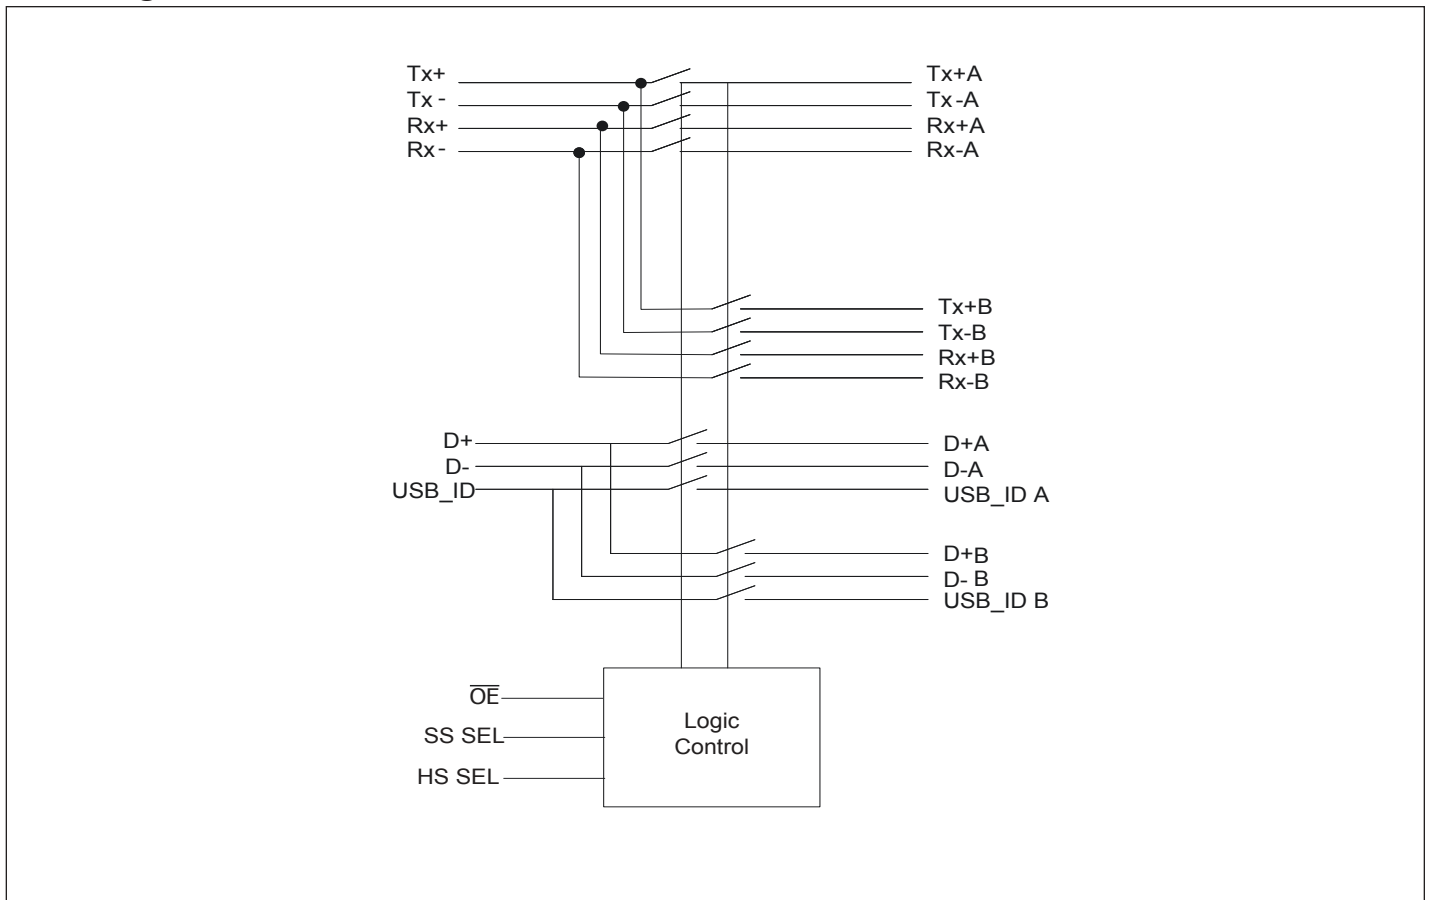 Tx+
Tx -
Rx+
Rx -
Tx+A
Tx -A
Rx+A
Rx-A
Tx+B
Tx-B
Rx+B
Rx-B
D+
D-
USB_ID
D+A
D-A
USB_ID A
D+B
D- B
USB_ID B
O̅E̅
SS SEL
HS SEL
Logic
Control